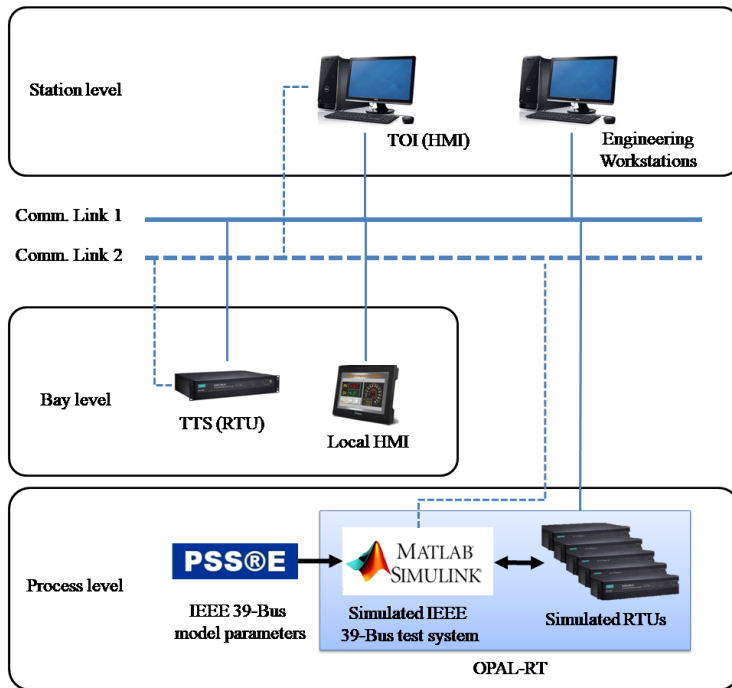 Station level
TOI (HMI)
Engineering
Workstations
Comm. Link 1
Comm. Link 2
Bay level
TTS (RTU)
Local HMI
Process level
PSS®E
IEEE 39-Bus
model parameters
MATLAB
SIMULINK®
Simulated IEEE
39-Bus test system
Simulated RTUs
OPAL-RT